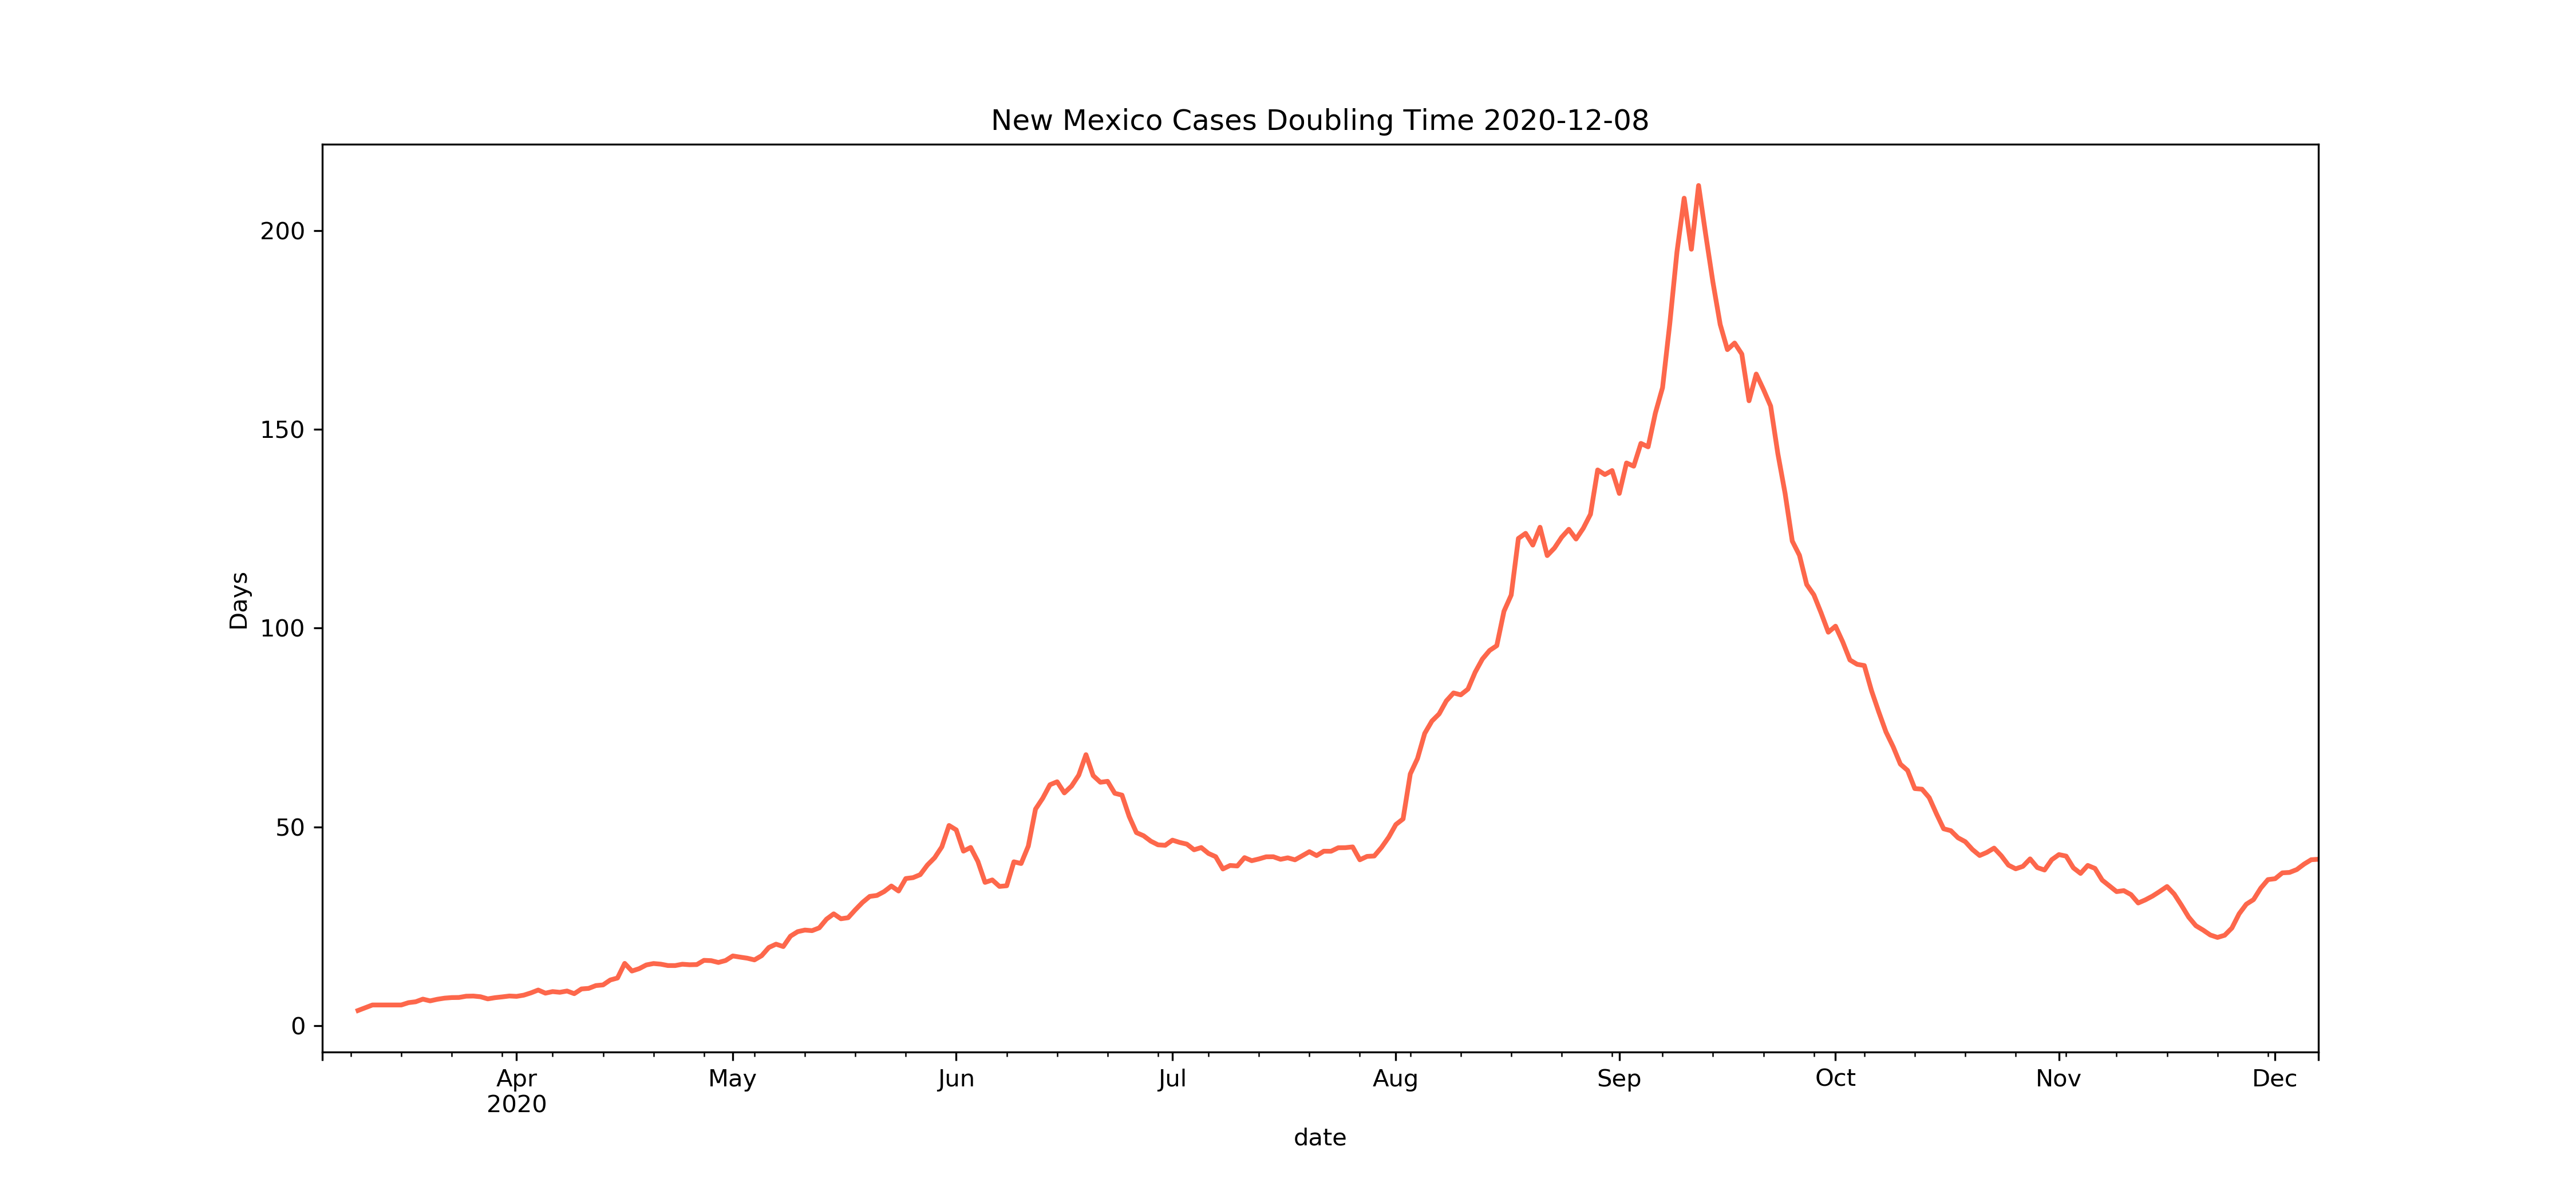 New Mexico Cases Doubling Time 2020-12-08
200
150
100
50
0
Days
Apr May Jun Jul Aug Sep Oct Nov Dec
2020
date